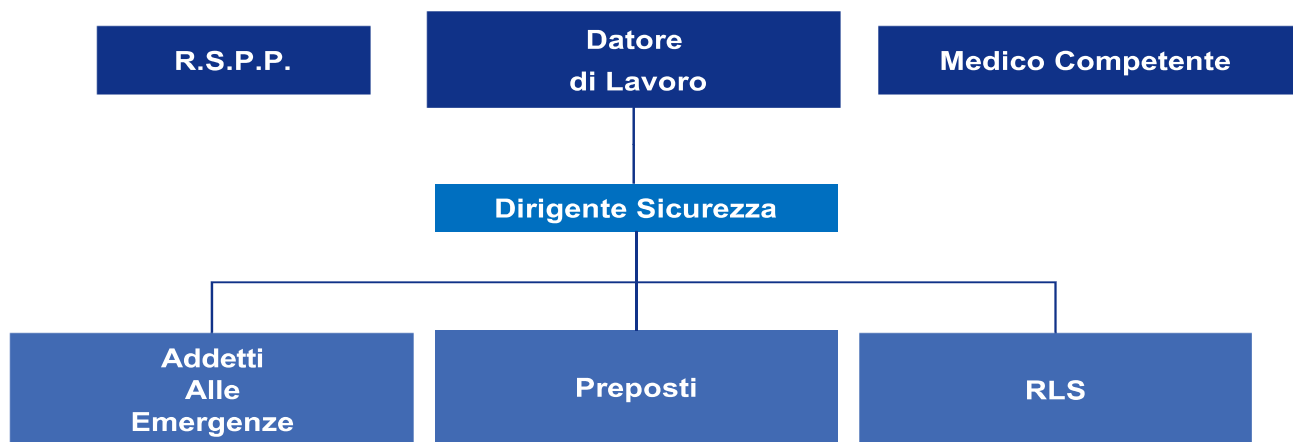 R.S.P.P.
Datore
di Lavoro
Medico Competente
Dirigente Sicurezza
Addetti
Alle
Emergenze
Preposti
RLS